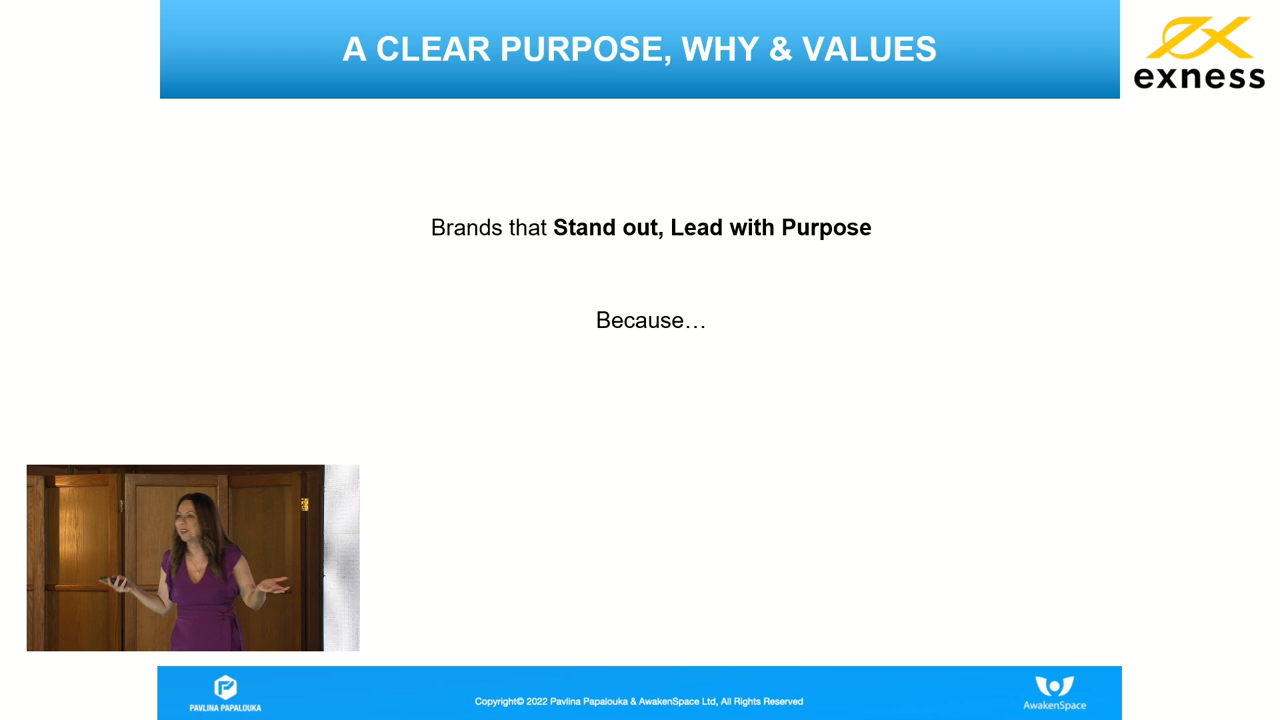 A CLEAR PURPOSE, WHY & VALUES
exness
Brands that Stand out, Lead with Purpose
Because…
PAVLINA PAPALOUKA
Copyright© 2022 Pavlina Papalouka & AwakenSpace Ltd, All Rights Reserved
AwakenSpace